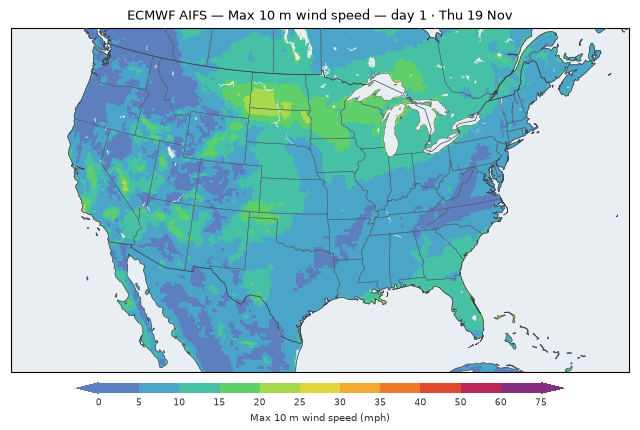 ECMWF AIFS — Max 10 m wind speed — day 1 · Thu 19 Nov
0 5 10 15 20 25 30 35 40 50 60 75
Max 10 m wind speed (mph)